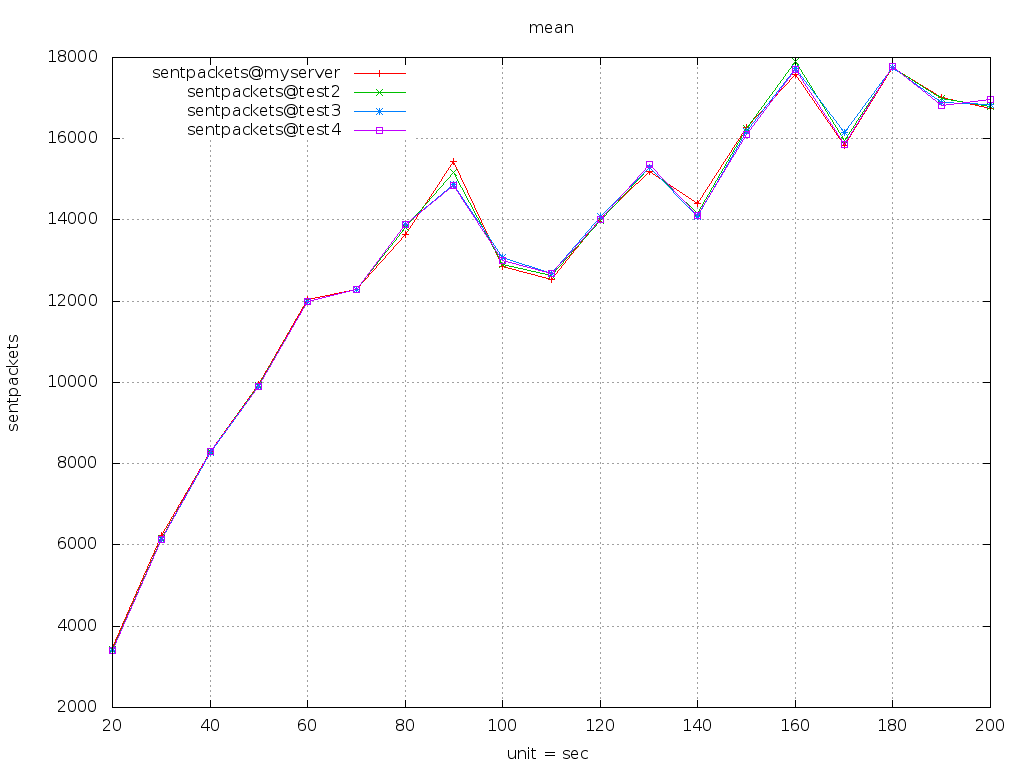 mean
18000
16000
14000
12000
10000
8000
6000
4000
2000
sentpackets
sentpackets@myserver
sentpackets@test2
sentpackets@test3
sentpackets@test4
20 40 60 80 100 120 140 160 180 200
unit = sec